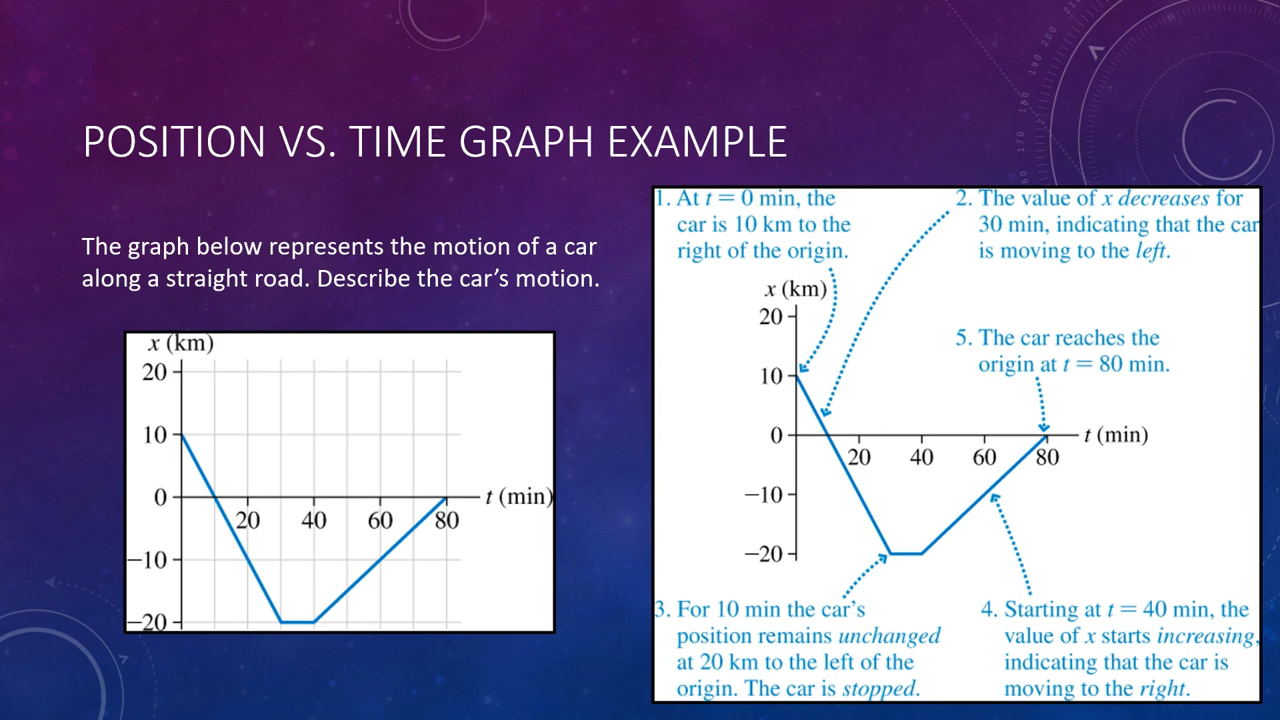 POSITION VS. TIME GRAPH EXAMPLE
The graph below represents the motion of a car
along a straight road. Describe the car’s motion.
x (km)
20
10
0
−10
−20
20 40 60 80
t (min)
1. At t = 0 min, the
car is 10 km to the
right of the origin.
2. The value of x decreases for
30 min, indicating that the car
is moving to the left.
x (km)
20
10
0
−10
−20
20 40 60 80
t (min)
5. The car reaches the
origin at t = 80 min.
3. For 10 min the car’s
position remains unchanged
at 20 km to the left of the
origin. The car is stopped.
4. Starting at t = 40 min, the
value of x starts increasing,
indicating that the car is
moving to the right.
170
190
200